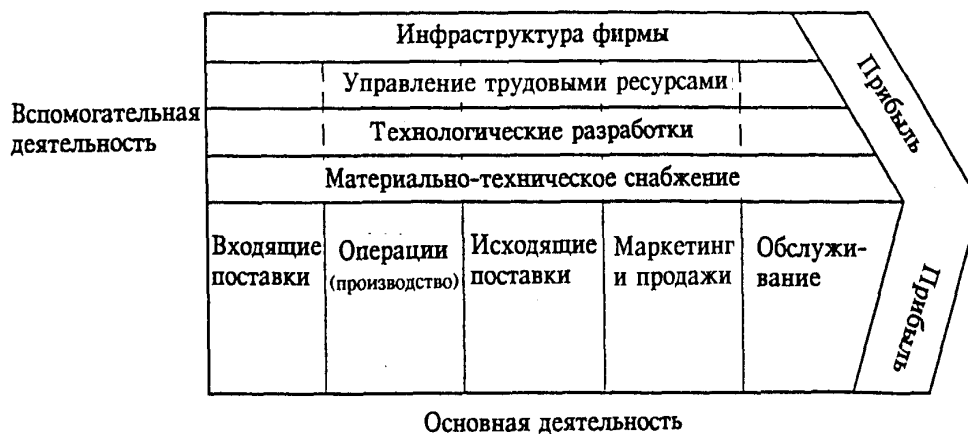 Инфраструктура фирмы
Управление трудовыми ресурсами
Вспомогательная
деятельность
Технологические разработки
Материально-техническое снабжение
Прибыль
Входящие
поставки
Операции
(производство)
Исходящие
поставки
Маркетинг
и продажи
Обслужи-
вание
Прибыль
Основная деятельность